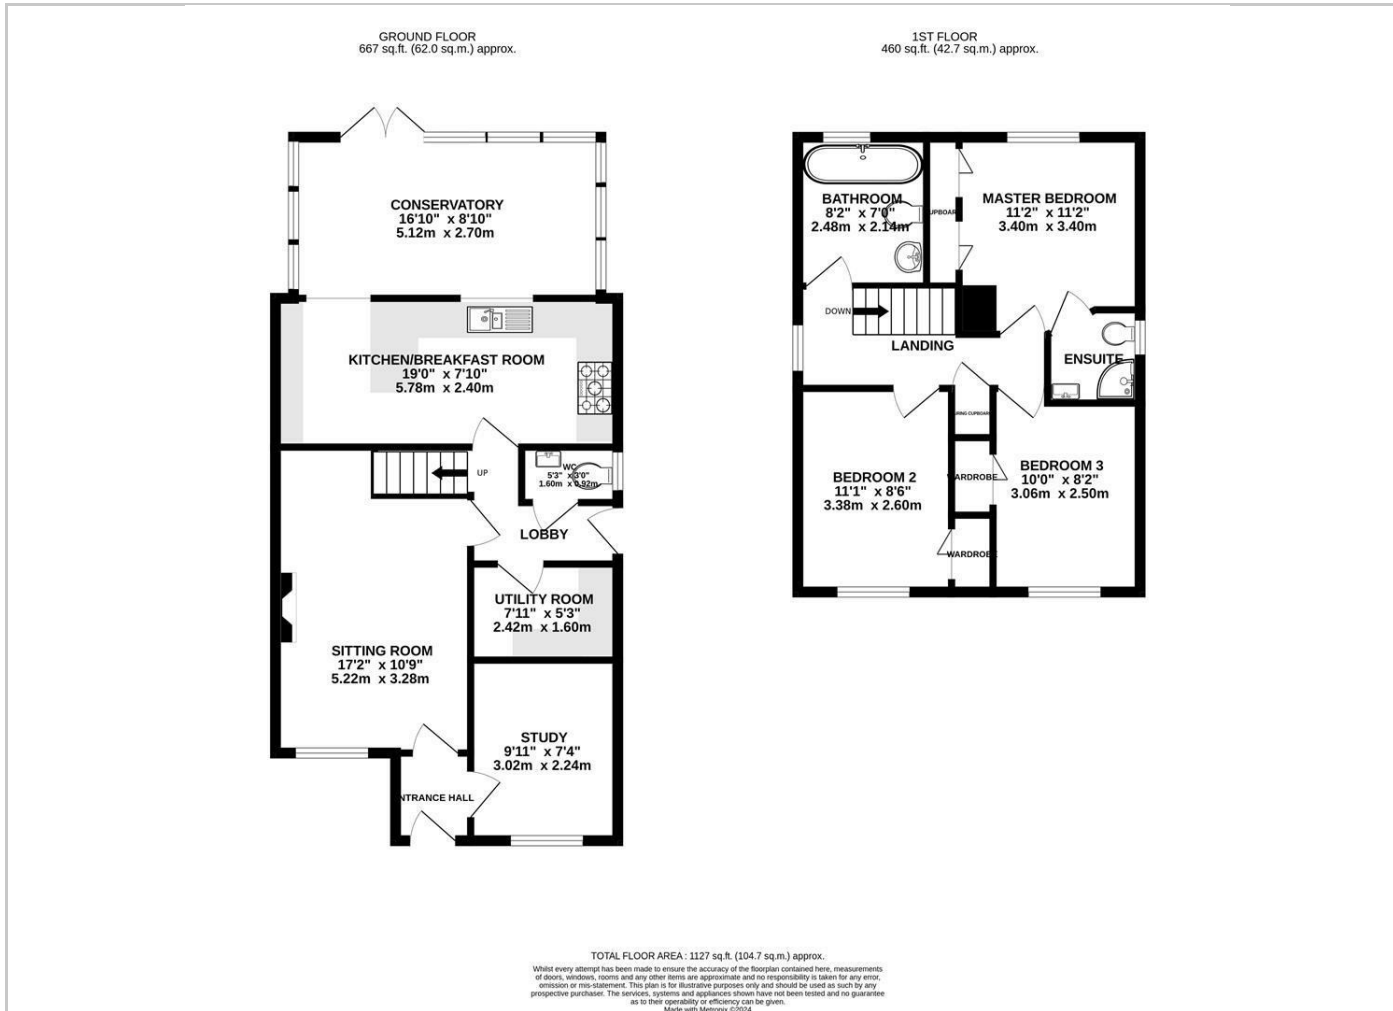 GROUND FLOOR
667 sq.ft. (62.0 sq.m.) approx.
CONSERVATORY
16'10" x 8'10"
5.12m x 2.70m
KITCHEN/BREAKFAST ROOM
19'0" x 7'10"
5.78m x 2.40m
UP
WC
5'3" x 3'0"
1.60m x 0.92m
LOBBY
UTILITY ROOM
7'11" x 5'3"
2.42m x 1.60m
SITTING ROOM
17'2" x 10'9"
5.22m x 3.28m
STUDY
9'11" x 7'4"
3.02m x 2.24m
NTRANCE HALL
1ST FLOOR
460 sq.ft. (42.7 sq.m.) approx.
BATHROOM
8'2" x 7'0"
2.48m x 2.14m
UPBOAR
MASTER BEDROOM
11'2" x 11'2"
3.40m x 3.40m
DOWN
LANDING
ENSUITE
RING CUPBOAR
BEDROOM 2
11'1" x 8'6"
3.38m x 2.60m
WARDROBE
BEDROOM 3
10'0" x 8'2"
3.06m x 2.50m
WARDROBE
TOTAL FLOOR AREA : 1127 sq.ft. (104.7 sq.m.) approx.
Whilst every attempt has been made to ensure the accuracy of the floorplan contained here, measurements
of doors, windows, rooms and any other items are approximate and no responsibility is taken for any error,
omission or mis-statement. This plan is for illustrative purposes only and should be used as such by any
prospective purchaser. The services, systems and appliances shown have not been tested and no guarantee
as to their operability or efficiency can be given.
Made with Metropix ©2024